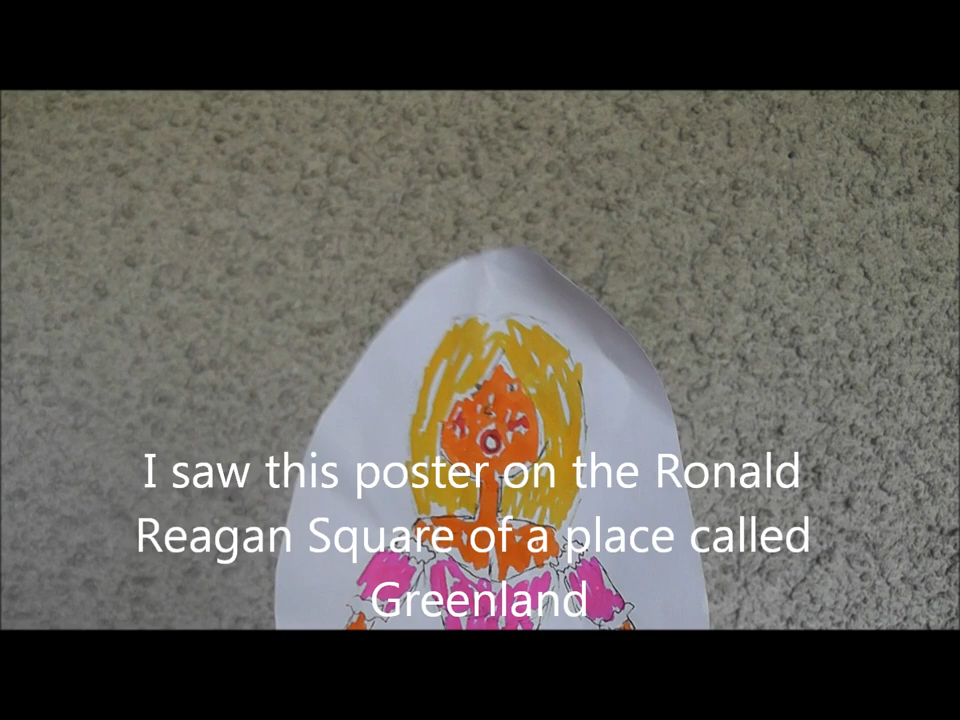 I saw this poster on the Ronald
Reagan Square of a place called
Greenland